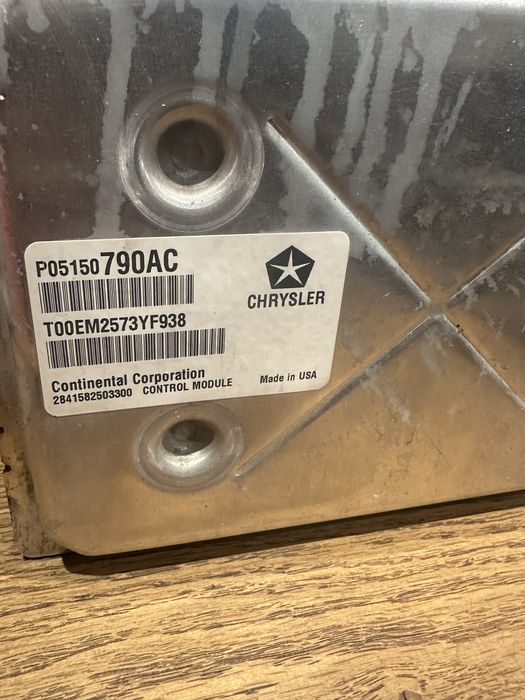 P05150790AC
CHRYSLER
T00EM2573YF938
Continental Corporation
2841582503300 CONTROL MODULE
Made in USA